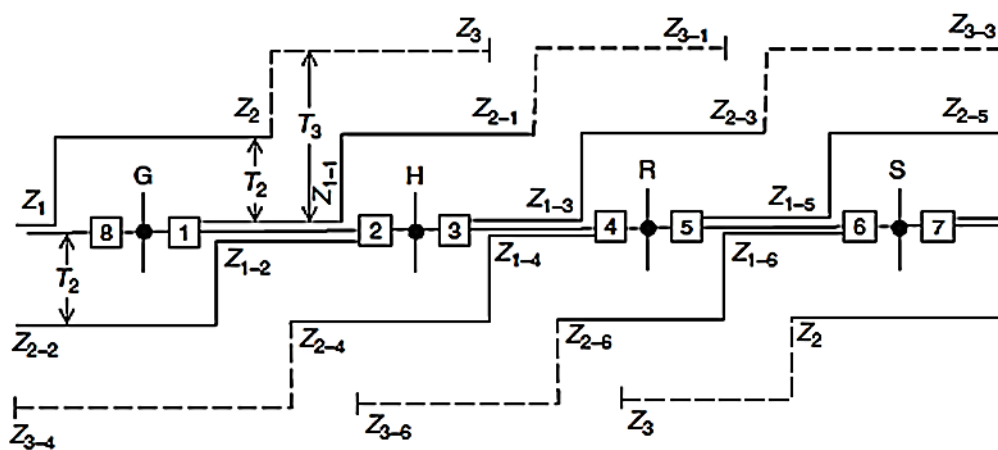 Z3 Z3–1 Z3–3
Z2 Z2–1 Z2–3 Z2–5
T3
T2
Z1–1
G H R S
Z1 Z1–3 Z1–5
8 1 2 3 4 5 6 7
T2
Z1–2 Z1–4 Z1–6
Z2–2 Z2–4 Z2–6 Z2
Z3–4 Z3–6 Z3